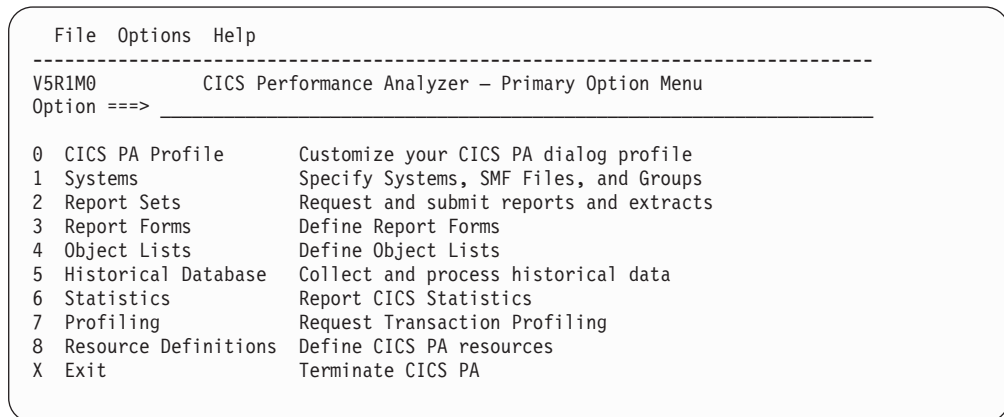 File Options Help
--------------------------------------------------------------------------------
V5R1M0 CICS Performance Analyzer – Primary Option Menu
Option ===> ____________________________________________________________________
0 CICS PA Profile Customize your CICS PA dialog profile
1 Systems Specify Systems, SMF Files, and Groups
2 Report Sets Request and submit reports and extracts
3 Report Forms Define Report Forms
4 Object Lists Define Object Lists
5 Historical Database Collect and process historical data
6 Statistics Report CICS Statistics
7 Profiling Request Transaction Profiling
8 Resource Definitions Define CICS PA resources
X Exit Terminate CICS PA